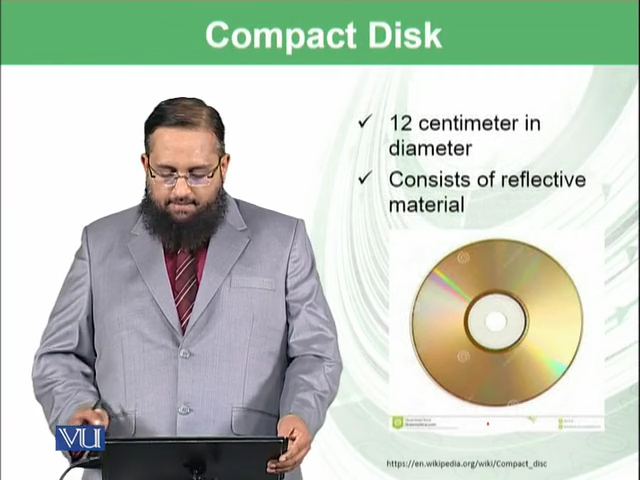 Compact Disk
✓ 12 centimeter in
diameter
✓ Consists of reflective
material
VU
https://en.wikipedia.org/wiki/Compact_disc